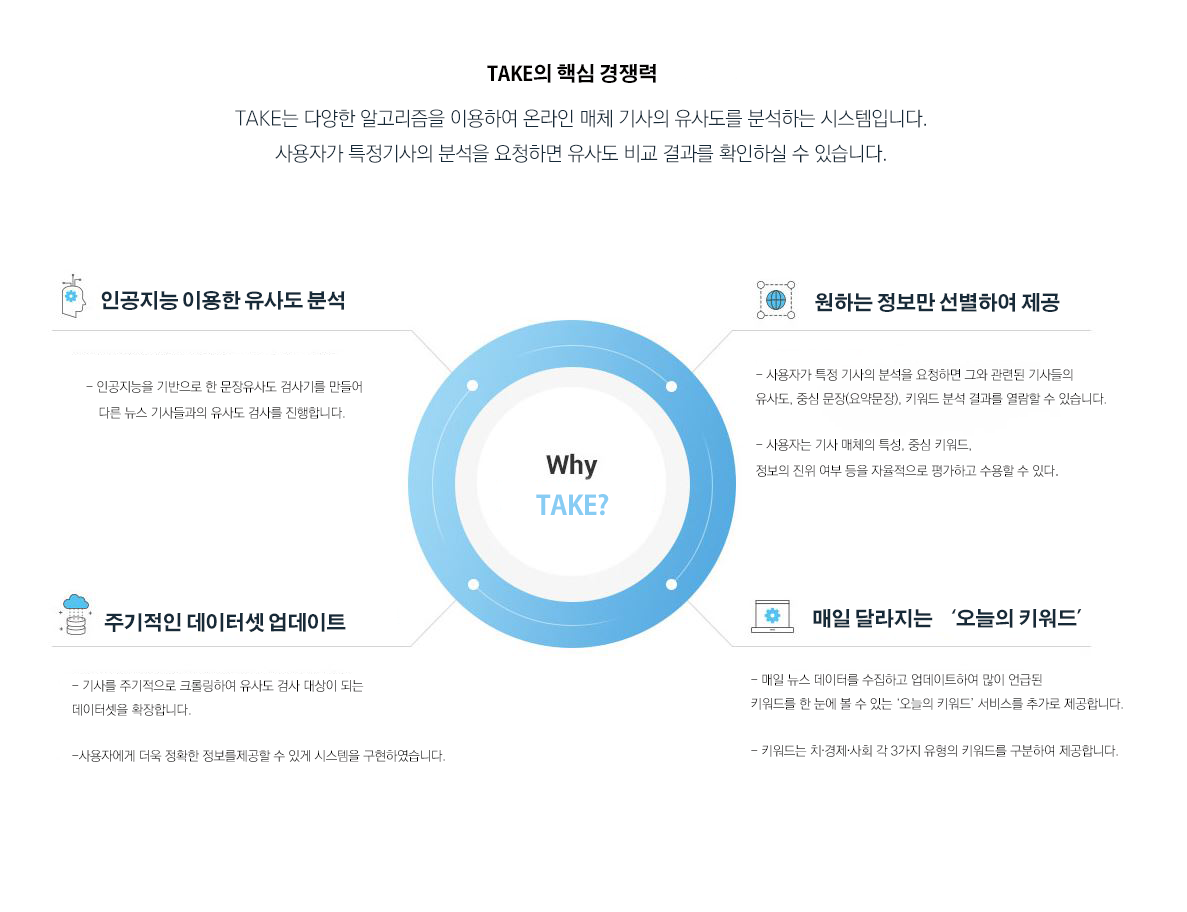 TAKE의 핵심 경쟁력
TAKE는 다양한 알고리즘을 이용하여 온라인 매체 기사의 유사도를 분석하는 시스템입니다.
사용자가 특정기사의 분석을 요청하면 유사도 비교 결과를 확인하실 수 있습니다.
인공지능 이용한 유사도 분석
- 인공지능을 기반으로 한 문장유사도 검사기를 만들어
다른 뉴스 기사들과의 유사도 검사를 진행합니다.
원하는 정보만 선별하여 제공
- 사용자가 특정 기사의 분석을 요청하면 그와 관련된 기사들의
유사도, 중심 문장(요약문장), 키워드 분석 결과를 열람할 수 있습니다.
- 사용자는 기사 매체의 특성, 중심 키워드,
정보의 진위 여부 등을 자율적으로 평가하고 수용할 수 있다.
Why
TAKE?
주기적인 데이터셋 업데이트
- 기사를 주기적으로 크롤링하여 유사도 검사 대상이 되는
데이터셋을 확장합니다.
-사용자에게 더욱 정확한 정보를제공할 수 있게 시스템을 구현하였습니다.
매일 달라지는 ‘오늘의 키워드’
- 매일 뉴스 데이터를 수집하고 업데이트하여 많이 언급된
키워드를 한 눈에 볼 수 있는 ‘오늘의 키워드’ 서비스를 추가로 제공합니다.
- 키워드는 치·경제·사회 각 3가지 유형의 키워드를 구분하여 제공합니다.